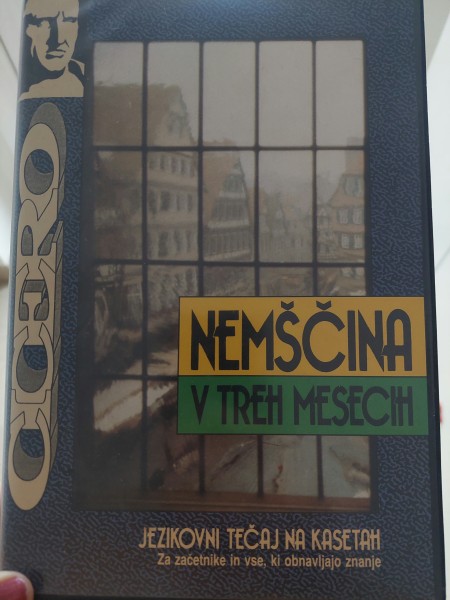 CICERO
NEMŠČINA
V TREH MESECIH
JEZIKOVNI TEČAJ NA KASETAH
Za začetnike in vse, ki obnavljajo znanje